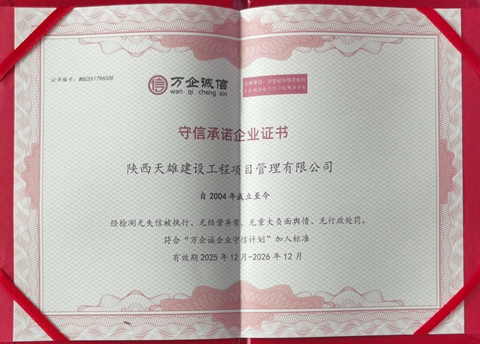 证书编号：WQCSX1796008
万企诚信
wan qi cheng xin
守信承诺企业证书
陕西天雄建设工程项目管理有限公司
自2004年成立至今
经检测无失信被执行、无经营异常、无重大负面舆情、无行政处罚。
符合“万企诚企业守信计划”加入标准
有效期2025年12月-2026年12月